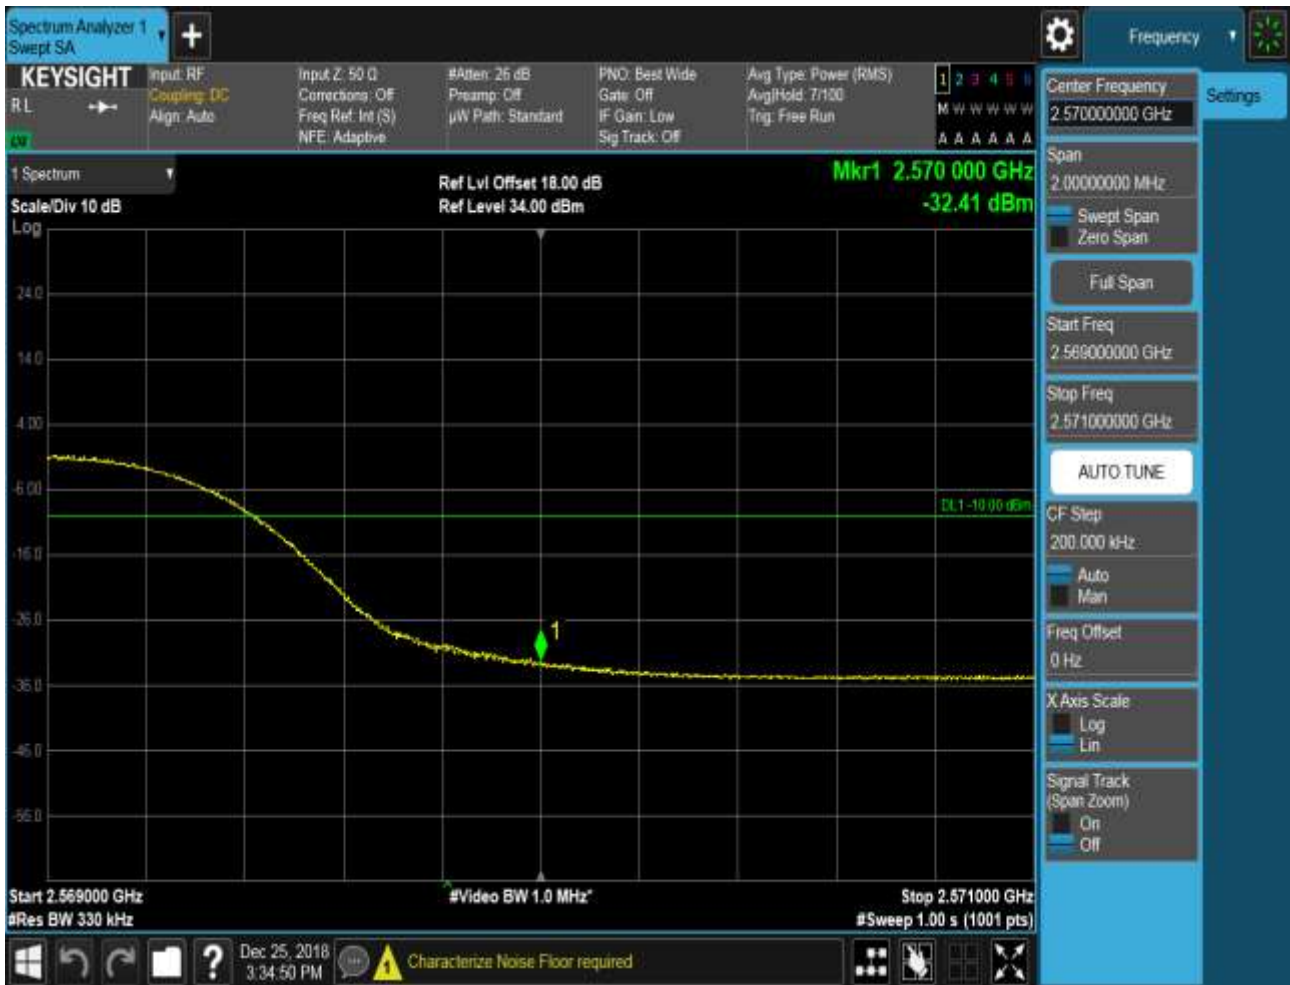 Spectrum Analyzer 1
Swept SA
+
Frequency
KEYSIGHT
RL
Input: RF
Coupling: DC
Align: Auto
Input Z: 50 Ω
Corrections: Off
Freq Ref: Int (S)
NFE: Adaptive
#Atten: 26 dB
Preamp: Off
µW Path: Standard
PNO: Best Wide
Gate: Off
IF Gain: Low
Sig Track: Off
Avg Type: Power (RMS)
Avg|Hold: 7/100
Trig: Free Run
1 2 3 4 5 6
M W W W W W
A A A A A A
1 Spectrum
Scale/Div 10 dB
Log
Ref Lvl Offset 18.00 dB
Ref Level 34.00 dBm
Mkr1 2.570 000 GHz
-32.41 dBm
24.0
14.0
4.00
-6.00
-16.0
-26.0
-36.0
-46.0
-56.0
DL1 -10.00 dBm
1
Start 2.569000 GHz
#Res BW 330 kHz
#Video BW 1.0 MHz*
Stop 2.571000 GHz
#Sweep 1.00 s (1001 pts)
Center Frequency
2.570000000 GHz
Settings
Span
2.00000000 MHz
Swept Span
Zero Span
Full Span
Start Freq
2.569000000 GHz
Stop Freq
2.571000000 GHz
AUTO TUNE
CF Step
200.000 kHz
Auto
Man
Freq Offset
0 Hz
X Axis Scale
Log
Lin
Signal Track
(Span Zoom)
On
Off
?
Dec 25, 2018
3:34:50 PM
1
Characterize Noise Floor required